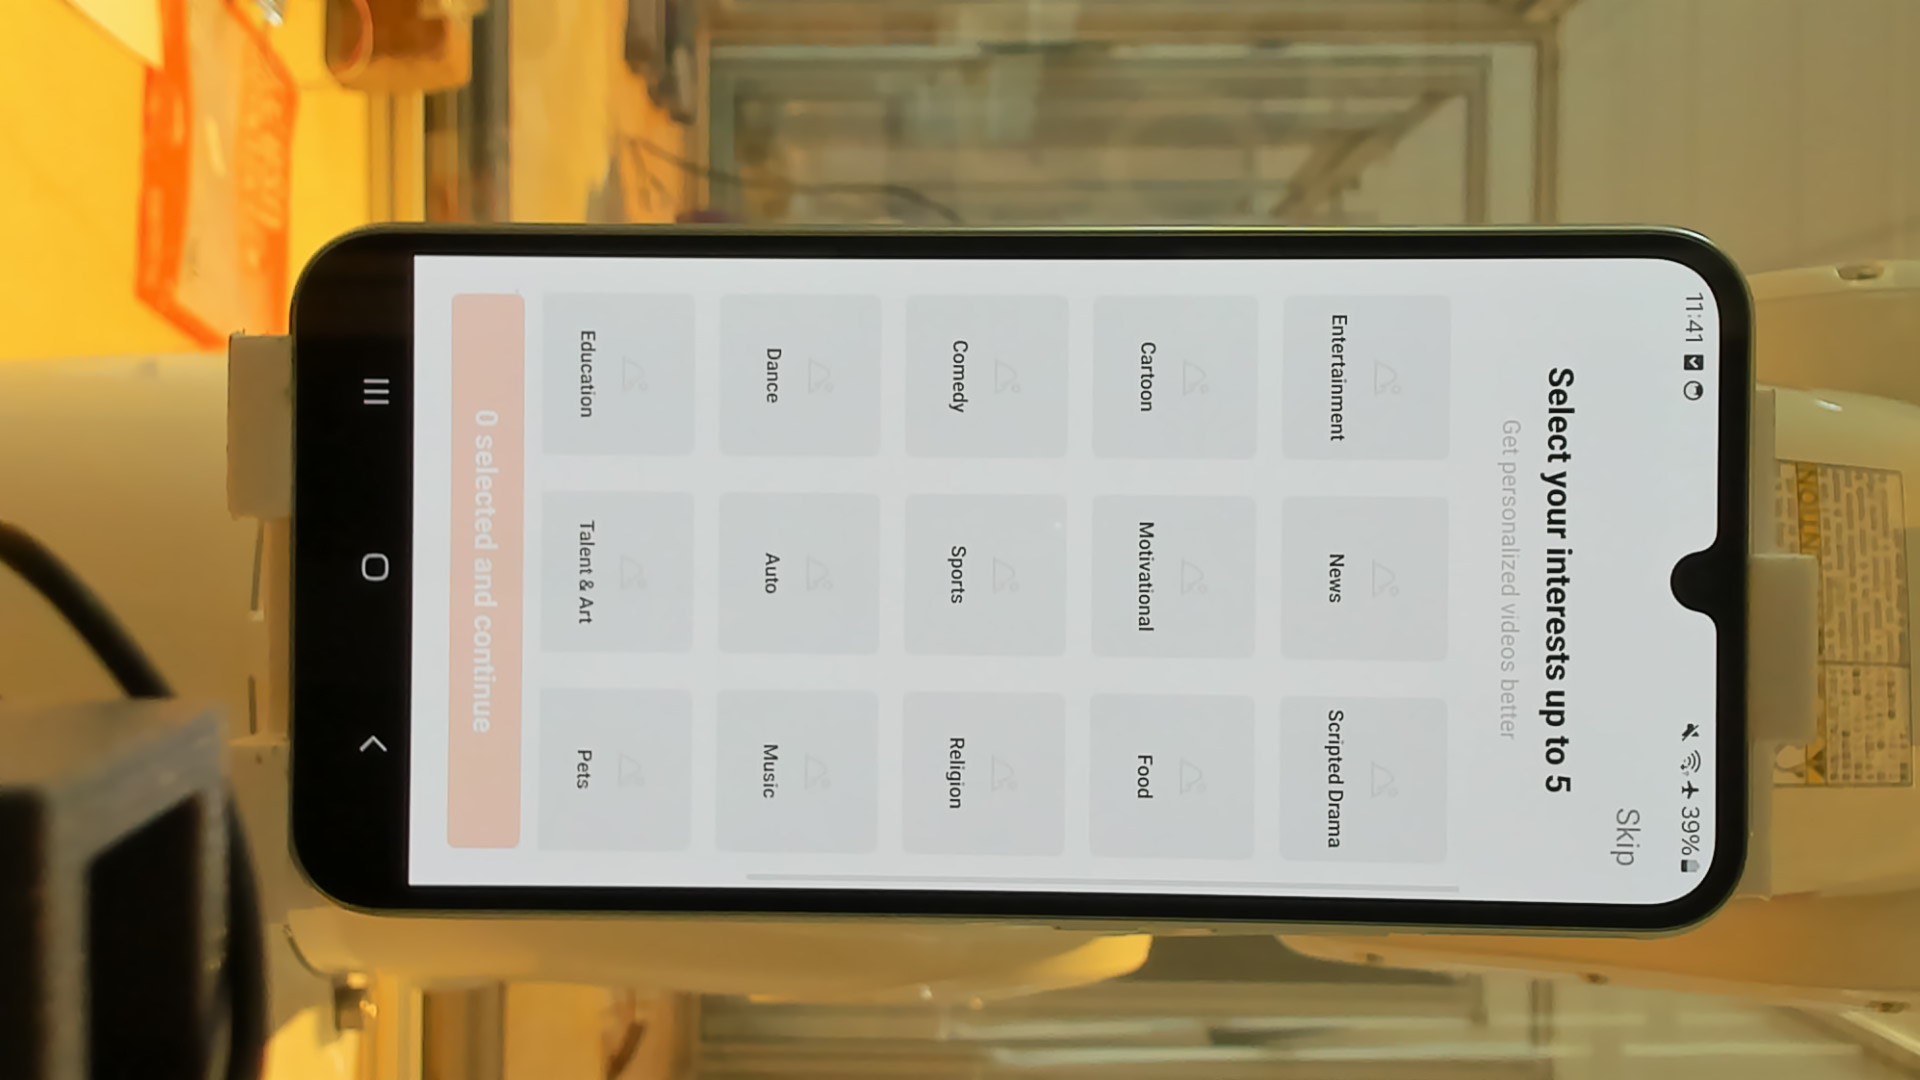 11:41
39%
Skip
Select your interests up to 5
Get personalized videos better
Entertainment
News
Scripted Drama
Cartoon
Motivational
Food
Comedy
Sports
Religion
Dance
Auto
Music
Education
Talent & Art
Pets
0 selected and continue